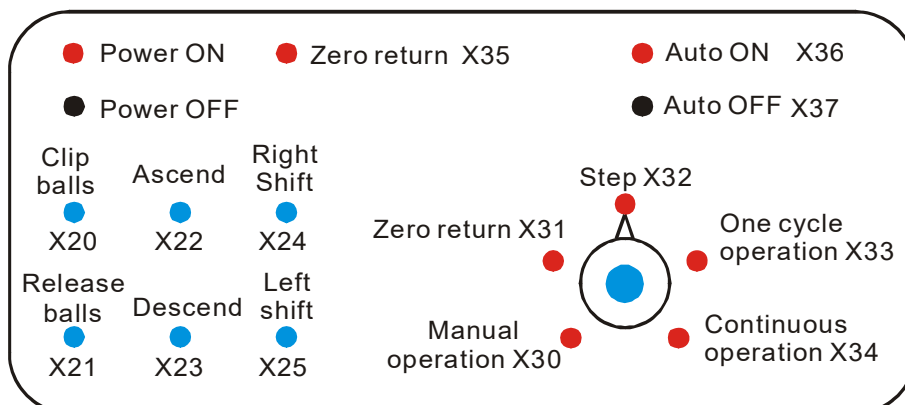 Power ON
Zero return X35
Auto ON X36
Power OFF
Auto OFF X37
Clip
balls
X20
Ascend
X22
Right
Shift
X24
Release
balls
X21
Descend
X23
Left
shift
X25
Step X32
Zero return X31
One cycle
operation X33
Manual
operation X30
Continuous
operation X34